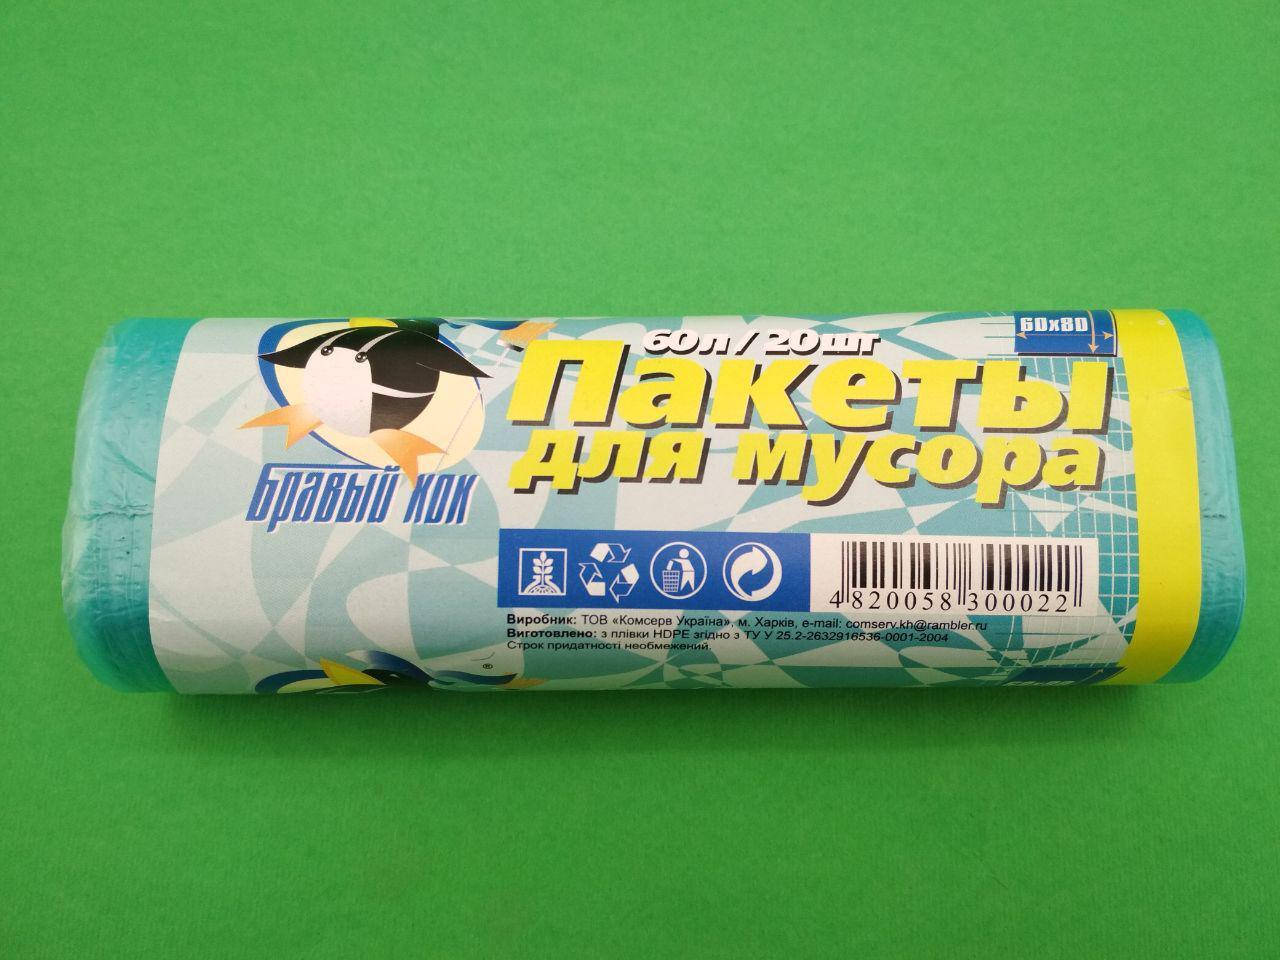 60л/20шт
Пакеты
для мусора
60x80
Бравый кок
4 820058 300022
Виробник: ТОВ «Комсерв Україна», м. Харків, e-mail: comserv.kh@rambler.ru
Виготовлено: з плівки HDPE згідно з ТУ У 25.2-2632916536-0001-2004
Строк придатності необмежений.
®